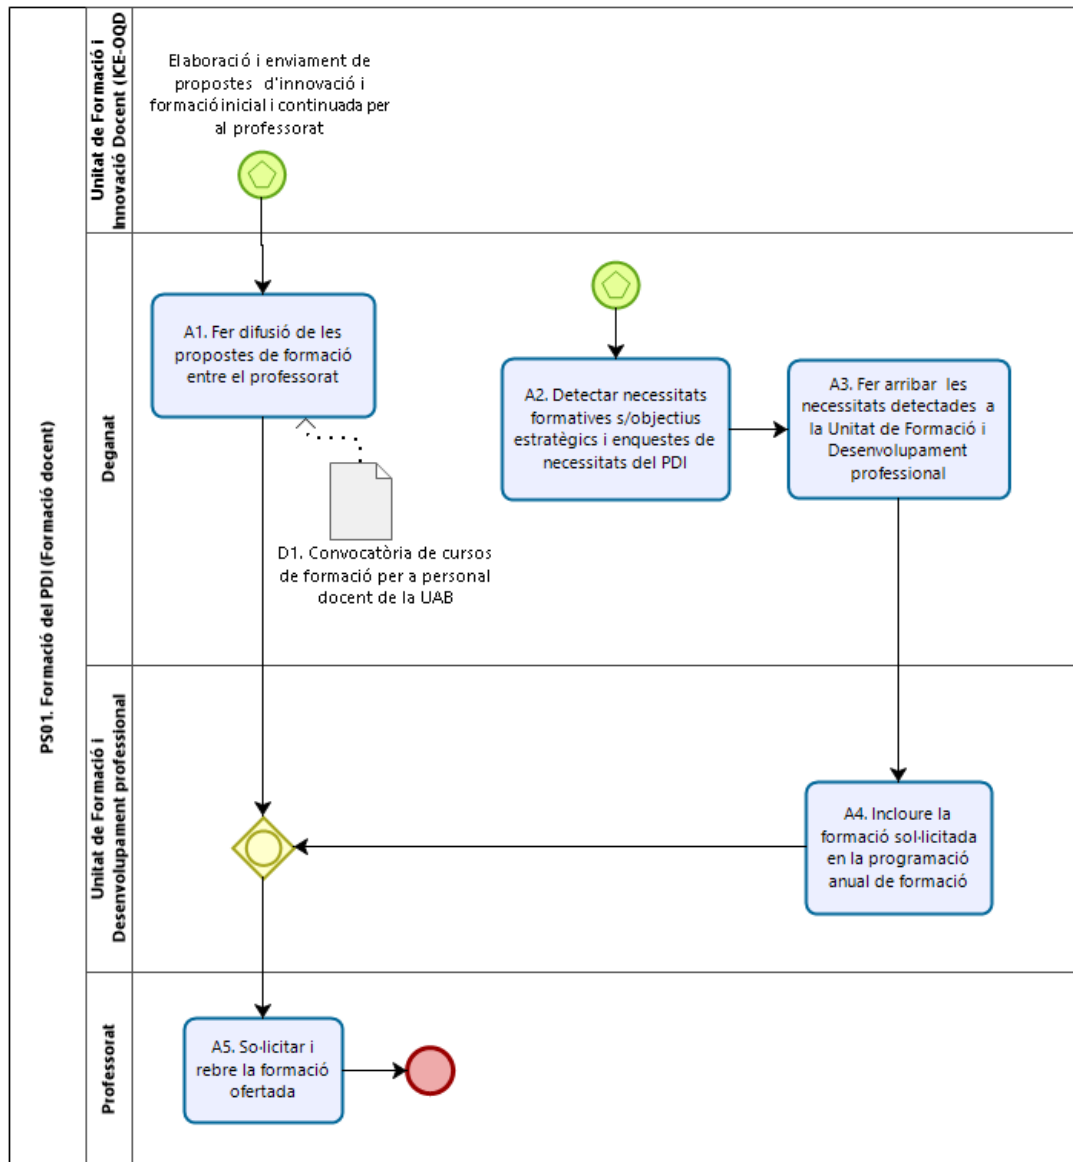 PS01. Formació del PDI (Formació docent)
Unitat de Formació i
Innovació Docent (ICE-OQD)
Elaboració i enviament de
propostes d'innovació i
formació inicial i continuada per
al professorat
Deganat
A1. Fer difusió de les
propostes de formació
entre el professorat
D1. Convocatòria de cursos
de formació per a personal
docent de la UAB
A2. Detectar necessitats
formatives s/objectius
estratègics i enquestes de
necessitats del PDI
A3. Fer arribar les
necessitats detectades a
la Unitat de Formació i
Desenvolupament
professional
Unitat de Formació i
Desenvolupament professional
A4. Incloure la
formació sol·licitada
en la programació
anual de formació
Professorat
A5. So·licitar i
rebre la formació
ofertada